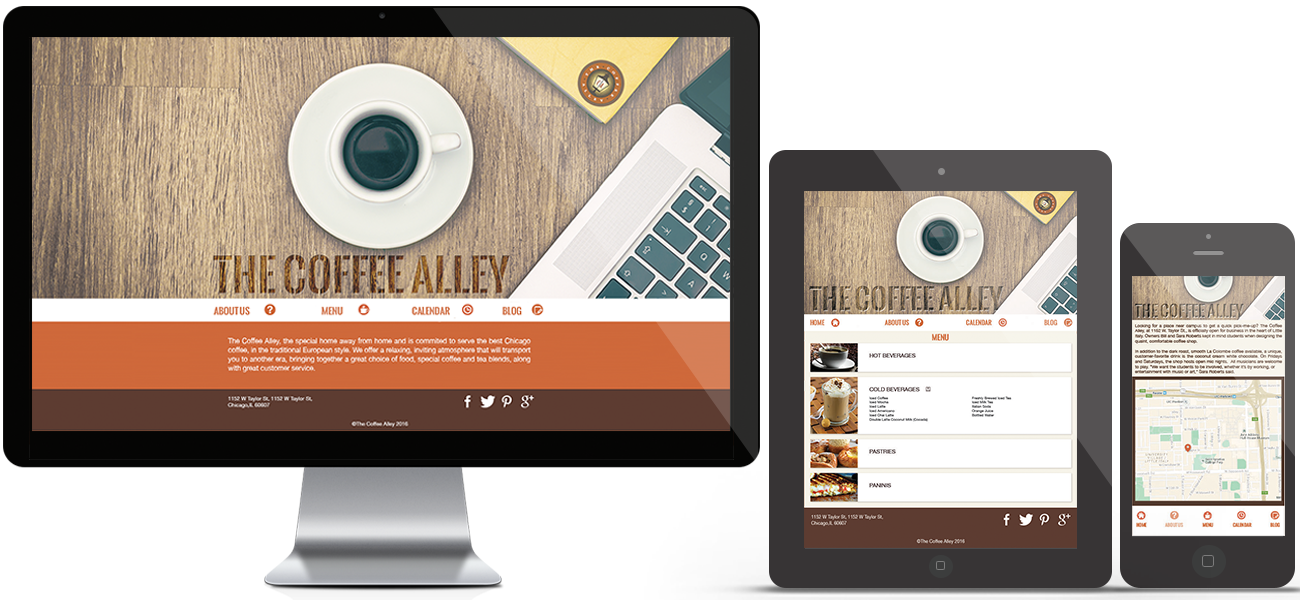 THE COFFEE ALLEY
ABOUT US
MENU
CALENDAR
BLOG
The Coffee Alley, the special home away from home and is commited to serve the best Chicago
coffee, in the traditional European style. We offer a relaxing, inviting atmosphere that will transport
you to another era, bringing together a great choice of food, special coffee and tea blends, along
with great customer service.
1152 W Taylor St, 1152 W Taylor St,
Chicago,IL 60607
©The Coffee Alley 2016
THE COFFEE ALLEY
HOME
ABOUT US
CALENDAR
BLOG
MENU
HOT BEVERAGES
COLD BEVERAGES
Iced Coffee
Iced Mocha
Iced Latte
Iced Americano
Iced Chai Latte
Double Latte Coconut Milk (Cocada)
Freshly Brewed Iced Tea
Iced Milk Tea
Italian Soda
Orange Juice
Bottled Water
PASTRIES
PANINIS
1152 W Taylor St, 1152 W Taylor St,
Chicago,IL 60607
©The Coffee Alley 2016
THE COFFEE ALLEY
Looking for a place near campus to get a quick pick-me-up? The Coffee
Alley, at 1152 W. Taylor St., is officially open for business in the heart of Little
Italy. Owners Bill and Sara Roberts kept in mind students when designing the
quaint, comfortable coffee shop.
In addition to the dark roast, smooth La Colombe coffee available, a unique,
customer-favorite drink is the coconut cream white chocolate. On Fridays
and Saturdays, the shop hosts open mic nights. All musicians are welcome
to play. "We want the students to be involved, whether it's by working, or
entertainment with music or art," Sara Roberts said.
HOME
ABOUT US
MENU
CALENDAR
BLOG